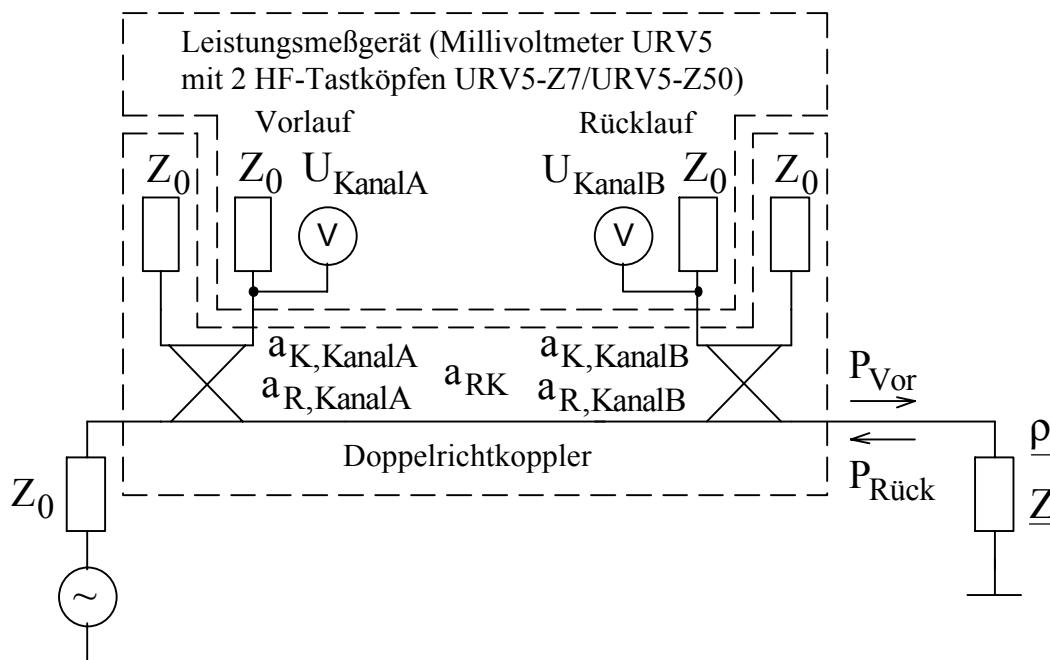 Leistungsmeßgerät (Millivoltmeter URV5
mit 2 HF-Tastköpfen URV5-Z7/URV5-Z50)
Vorlauf Rücklauf
Z0 Z0 UKanalA UKanalB Z0 Z0
V V
aK,KanalA aRK aK,KanalB
aR,KanalA aR,KanalB
PVor
Doppelrichtkoppler
PRück
ρ
Z0 Z
~